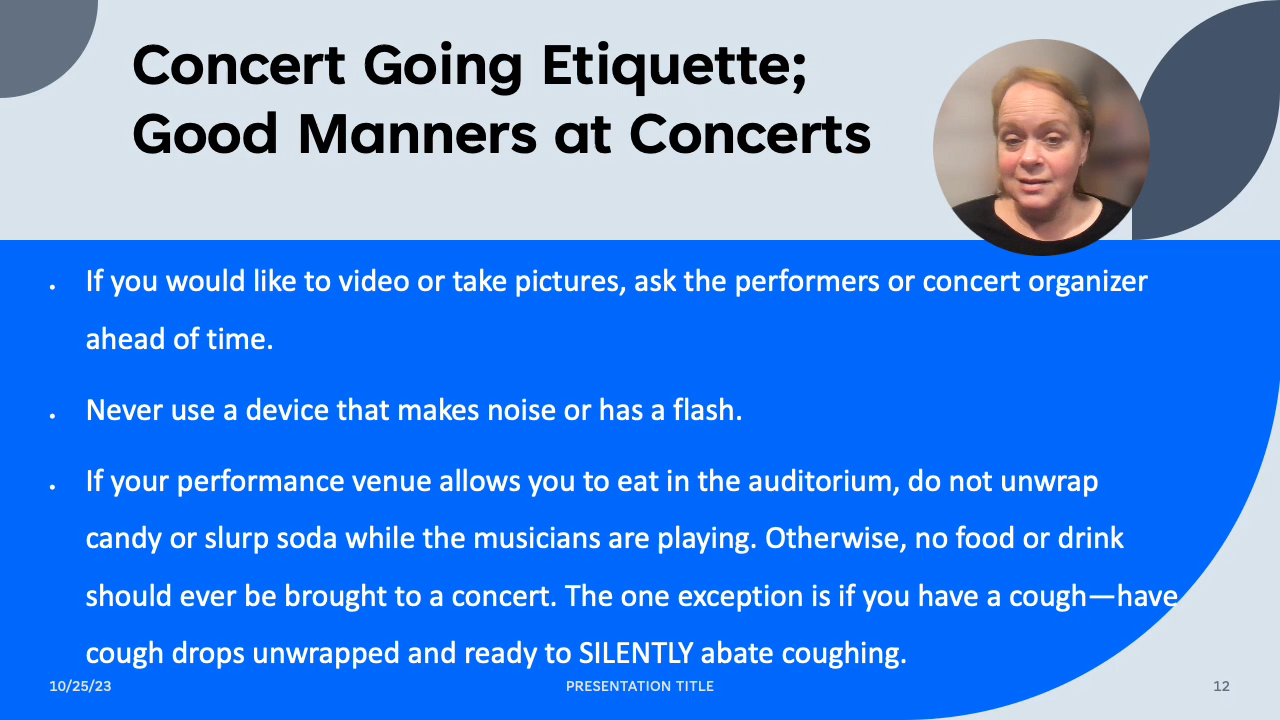 Concert Going Etiquette;
Good Manners at Concerts
• If you would like to video or take pictures, ask the performers or concert organizer
ahead of time.
• Never use a device that makes noise or has a flash.
• If your performance venue allows you to eat in the auditorium, do not unwrap
candy or slurp soda while the musicians are playing. Otherwise, no food or drink
should ever be brought to a concert. The one exception is if you have a cough—have
cough drops unwrapped and ready to SILENTLY abate coughing.
10/25/23
PRESENTATION TITLE
12